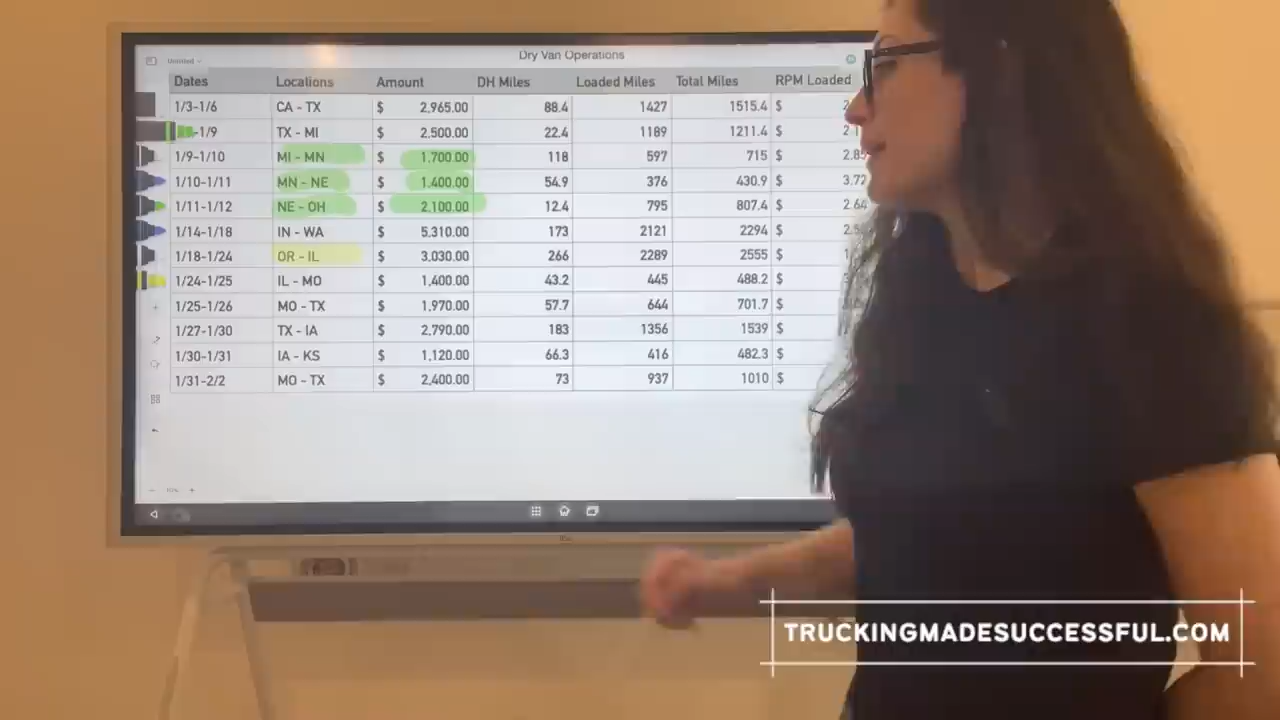 Dry Van Operations
Untitled
Dates Locations Amount DH Miles Loaded Miles Total Miles RPM Loaded
1/3-1/6 CA - TX $ 2,965.00 88.4 1427 1515.4 $
-1/9 TX - MI $ 2,500.00 22.4 1189 1211.4 $
1/9-1/10 MI - MN $ 1,700.00 118 597 715 $ 2.85
1/10-1/11 MN - NE $ 1,400.00 54.9 376 430.9 $ 3.72
1/11-1/12 NE - OH $ 2,100.00 12.4 795 807.4 $ 2.64
1/14-1/18 IN - WA $ 5,310.00 173 2121 2294 $
1/18-1/24 OR - IL $ 3,030.00 266 2289 2555 $
1/24-1/25 IL - MO $ 1,400.00 43.2 445 488.2 $
1/25-1/26 MO - TX $ 1,970.00 57.7 644 701.7 $
1/27-1/30 TX - IA $ 2,790.00 183 1356 1539 $
1/30-1/31 IA - KS $ 1,120.00 66.3 416 482.3 $
1/31-2/2 MO - TX $ 2,400.00 73 937 1010 $
TRUCKINGMADESUCCESSFUL.COM